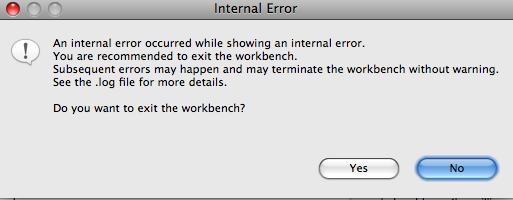 Internal Error
An internal error occurred while showing an internal error.
You are recommended to exit the workbench.
Subsequent errors may happen and may terminate the workbench without warning.
See the .log file for more details.
Do you want to exit the workbench?
Yes No